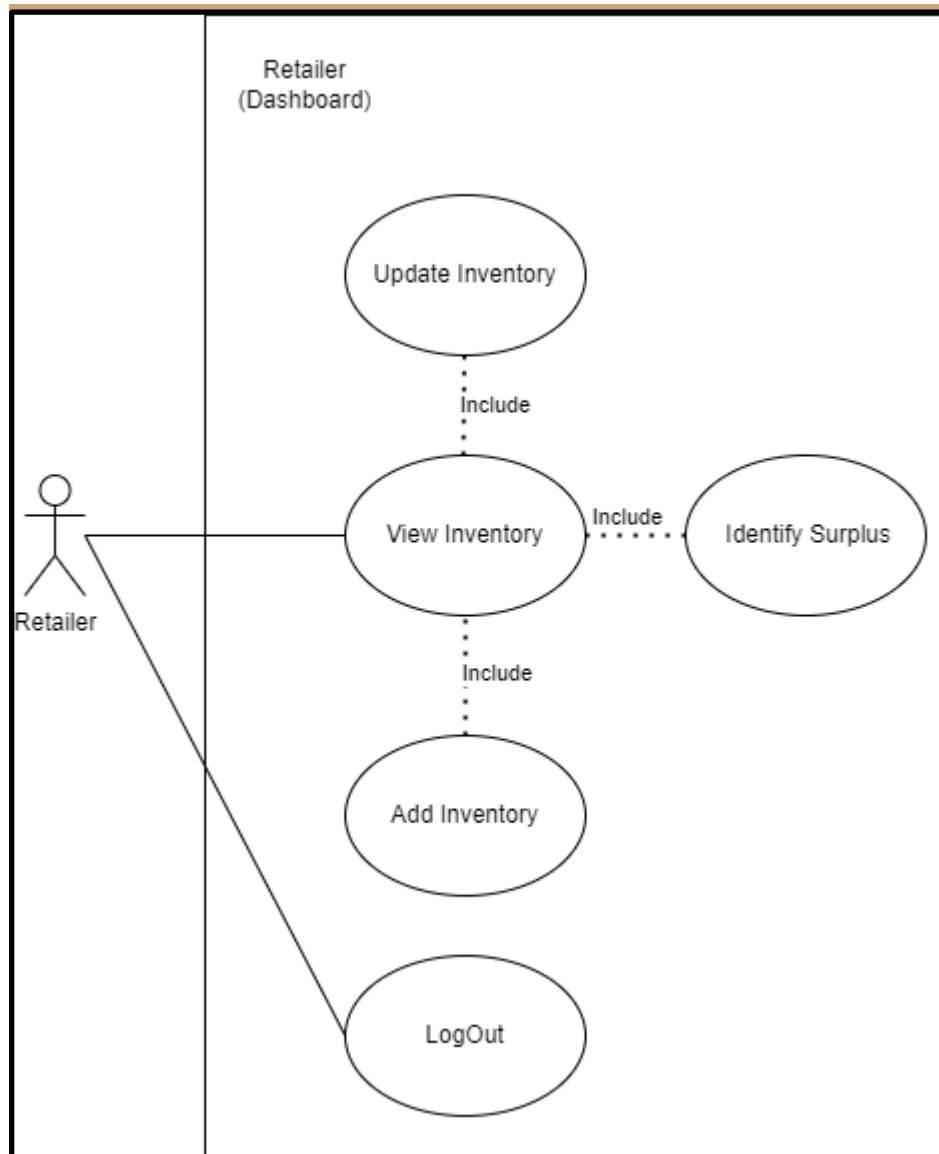 Retailer
(Dashboard)
Update Inventory
Include
View Inventory
Include
Identify Surplus
Retailer
Include
Add Inventory
LogOut